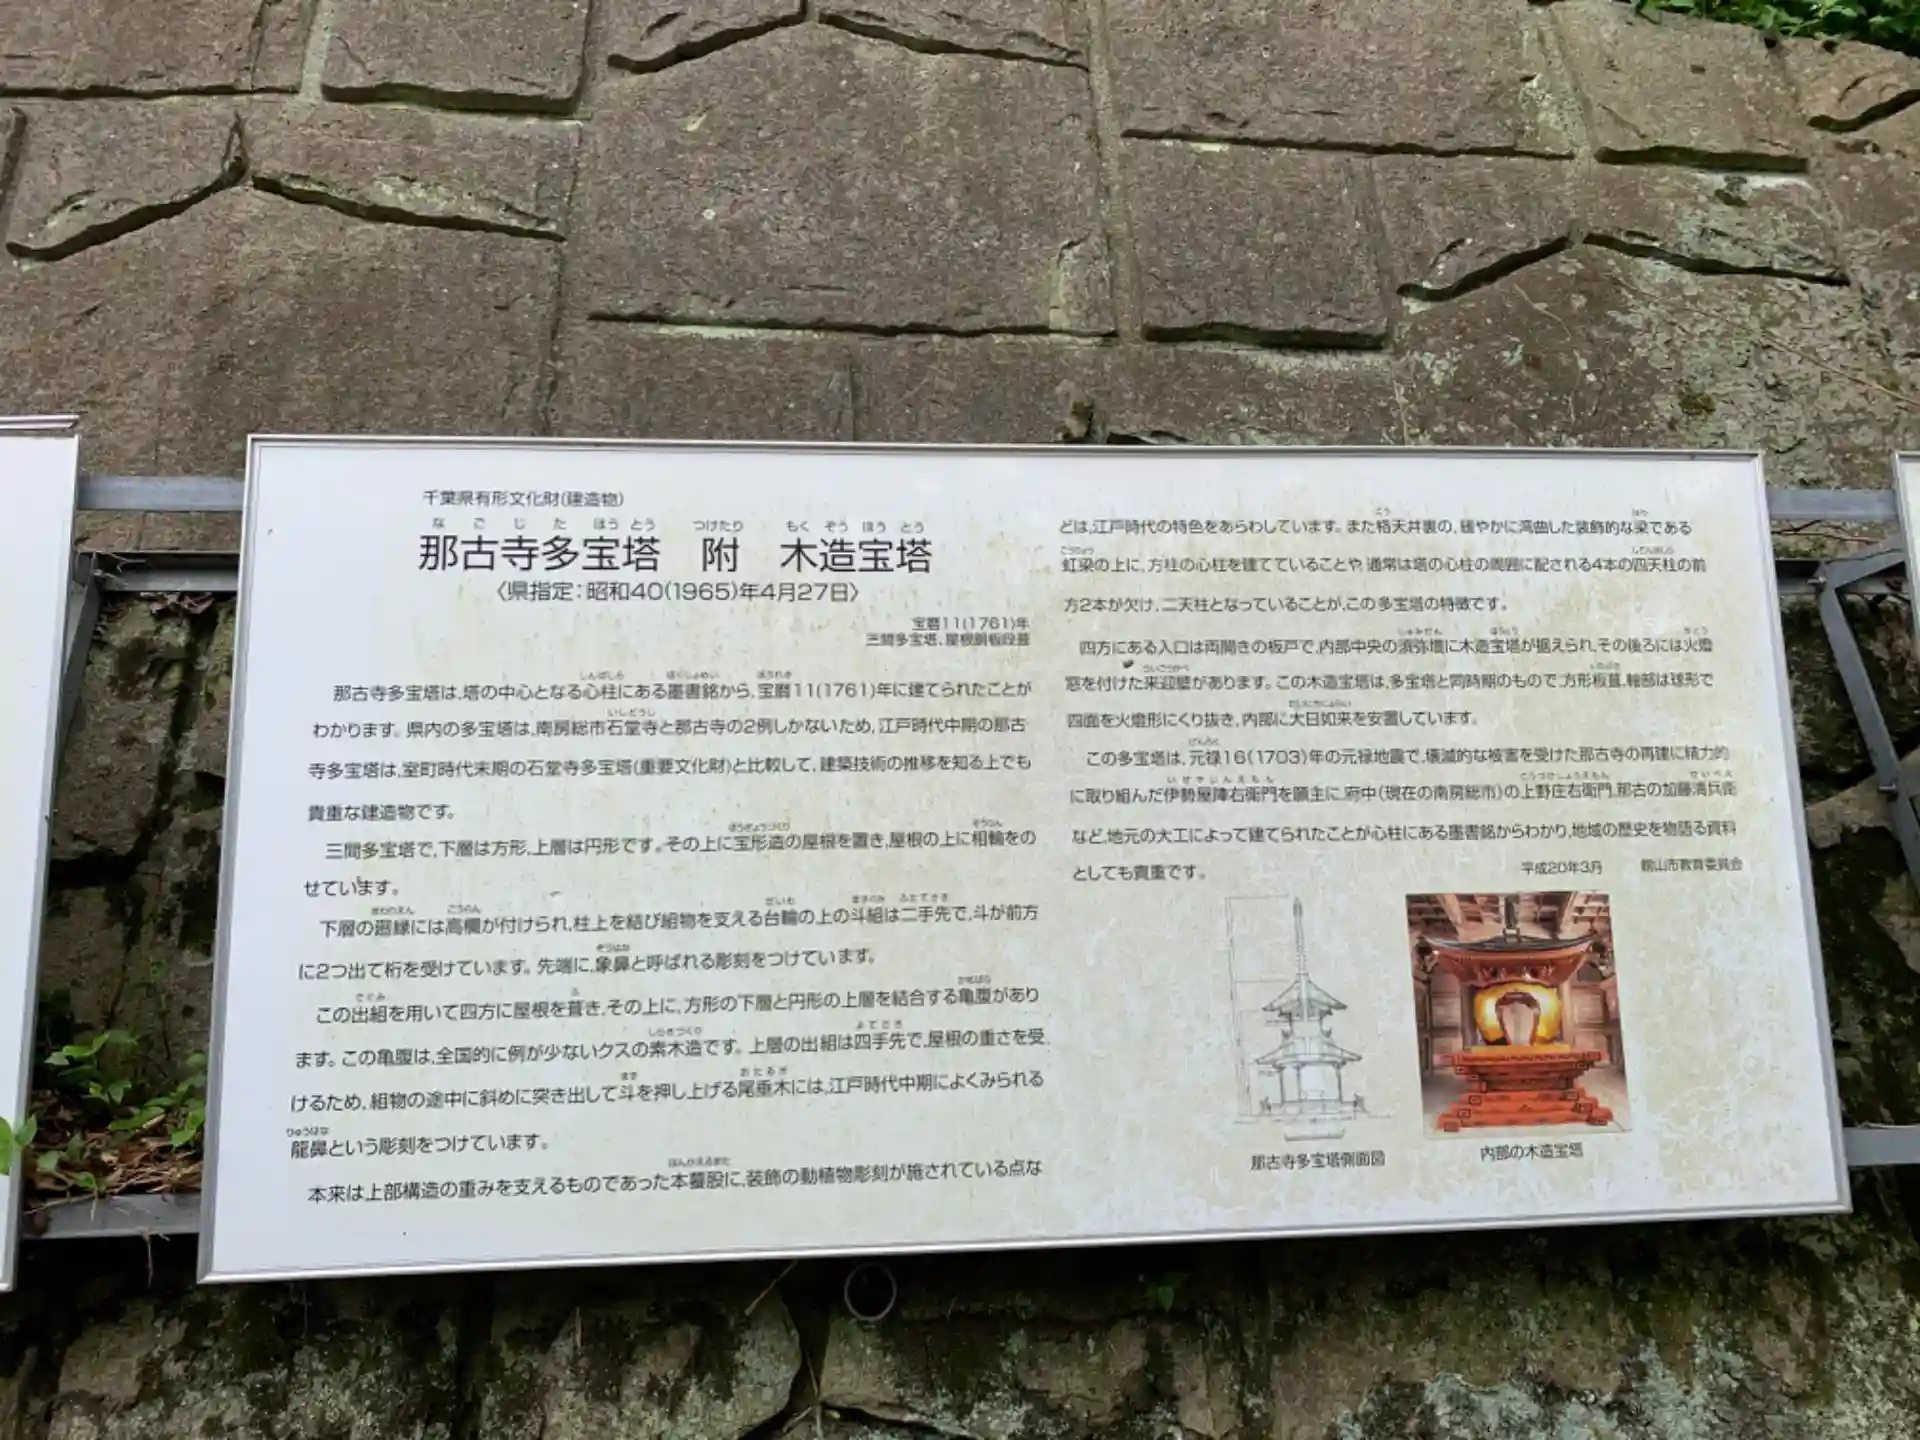 千葉県有形文化財(建造物)
なごじたほうとう つけたり もくぞうほうとう
那古寺多宝塔 附 木造宝塔
〈県指定:昭和40(1965)年4月27日〉
宝暦11(1761)年
三間多宝塔、屋根銅板段葺
那古寺多宝塔は、塔の中心となる心柱にある墨書銘から、宝暦11(1761)年に建てられたことが
わかります。県内の多宝塔は、南房総市石堂寺と那古寺の2例しかないため、江戸時代中期の那古
寺多宝塔は、室町時代末期の石堂寺多宝塔(重要文化財)と比較して、建築技術の推移を知る上でも
貴重な建造物です。
三間多宝塔で、下層は方形、上層は円形です。その上に宝形造の屋根を置き、屋根の上に相輪をの
せています。
下層の廻縁には高欄が付けられ、柱上を結び組物を支える台輪の上の斗組は二手先で、斗が前方
に2つ出て桁を受けています。先端に、象鼻と呼ばれる彫刻をつけています。
この出組を用いて四方に屋根を葺き、その上に、方形の下層と円形の上層を結合する亀腹があり
ます。この亀腹は、全国的に例が少ないクスの素木造です。上層の出組は四手先で、屋根の重さを受
けるため、組物の途中に斜めに突き出して斗を押し上げる尾垂木には、江戸時代中期によくみられる
龍鼻という彫刻をつけています。
本来は上部構造の重みを支えるものであった本蟇股に、装飾の動植物彫刻が施されている点な
どは、江戸時代の特色をあらわしています。また格天井裏の、緩やかに湾曲した装飾的な梁である
虹梁の上に、方柱の心柱を建てていることや、通常は塔の心柱の周囲に配される4本の四天柱の前
方2本が欠け、二天柱となっていることが、この多宝塔の特徴です。
四方にある入口は両開きの板戸で、内部中央の須弥壇に木造宝塔が据えられ、その後ろには火燈
窓を付けた来迎壁があります。この木造宝塔は、多宝塔と同時期のもので、方形板葺、軸部は球形で
四面を火燈形にくり抜き、内部に大日如来を安置しています。
この多宝塔は、元禄16(1703)年の元禄地震で、壊滅的な被害を受けた那古寺の再建に精力的
に取り組んだ伊勢屋陣右衛門を願主に、府中(現在の南房総市)の上野庄右衛門、那古の加藤清兵衛
など、地元の大工によって建てられたことが心柱にある墨書銘からわかり、地域の歴史を物語る資料
としても貴重です。
平成20年3月 館山市教育委員会
那古寺多宝塔側面図
内部の木造宝塔